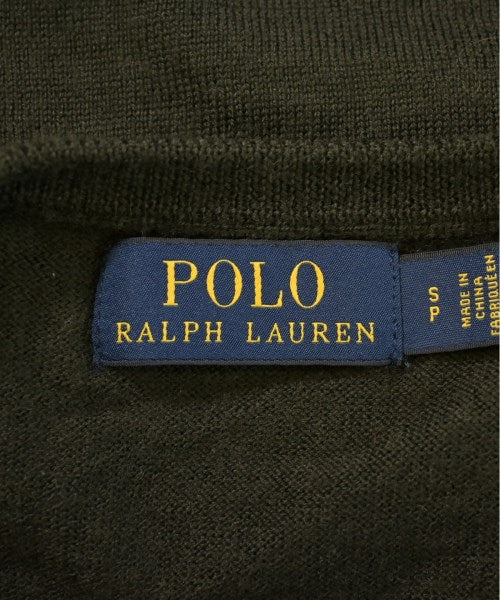 POLO
RALPH LAUREN
S
P
MADE IN
CHINA
FABRIQUÉ EN